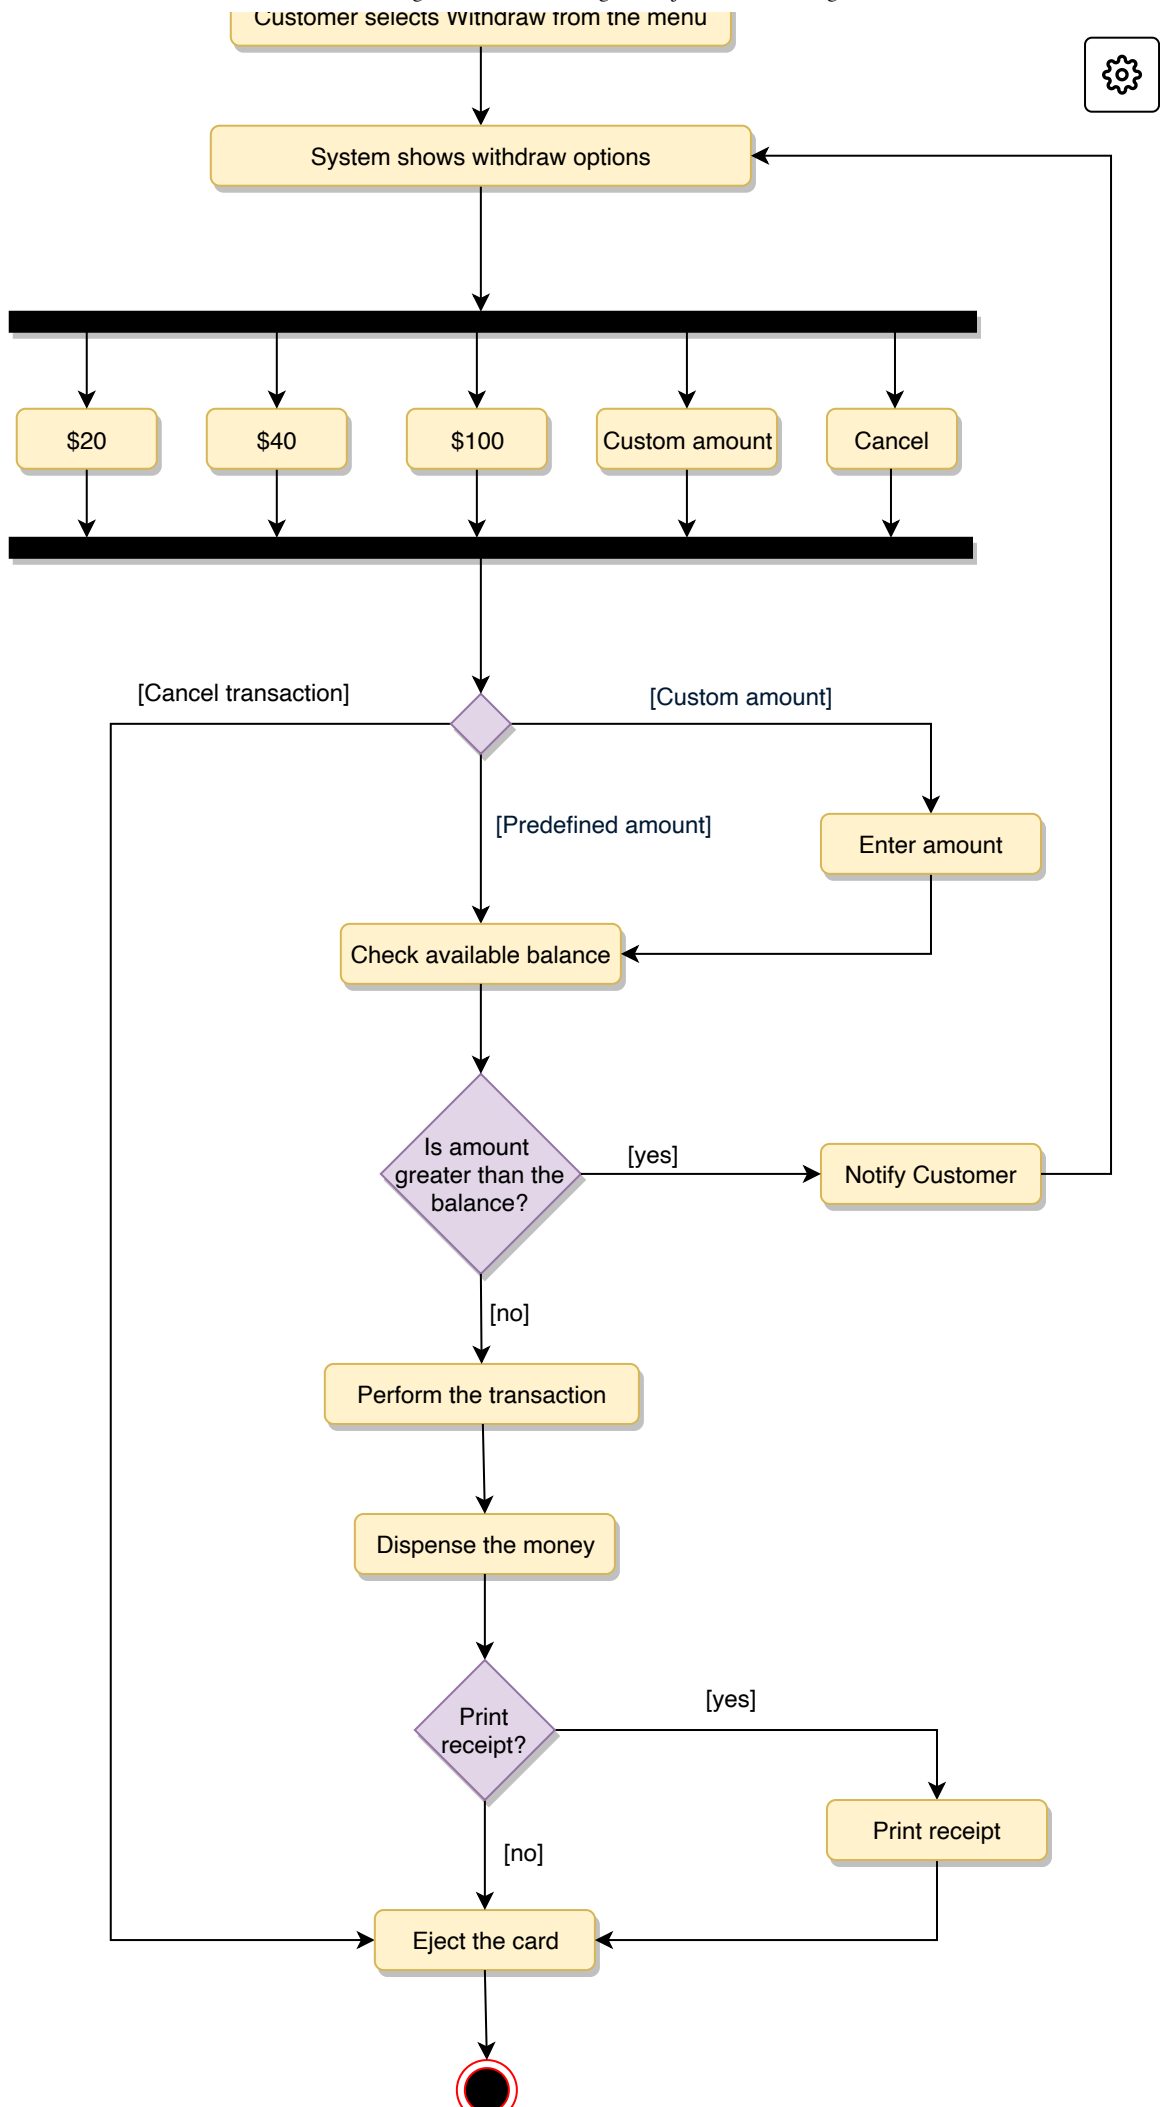 Customer selects Withdraw from the menu
System shows withdraw options
$20
$40
$100
Custom amount
Cancel
[Cancel transaction]
[Custom amount]
[Predefined amount]
Enter amount
Check available balance
Is amount
greater than the
balance?
[yes]
Notify Customer
[no]
Perform the transaction
Dispense the money
Print
receipt?
[yes]
Print receipt
[no]
Eject the card